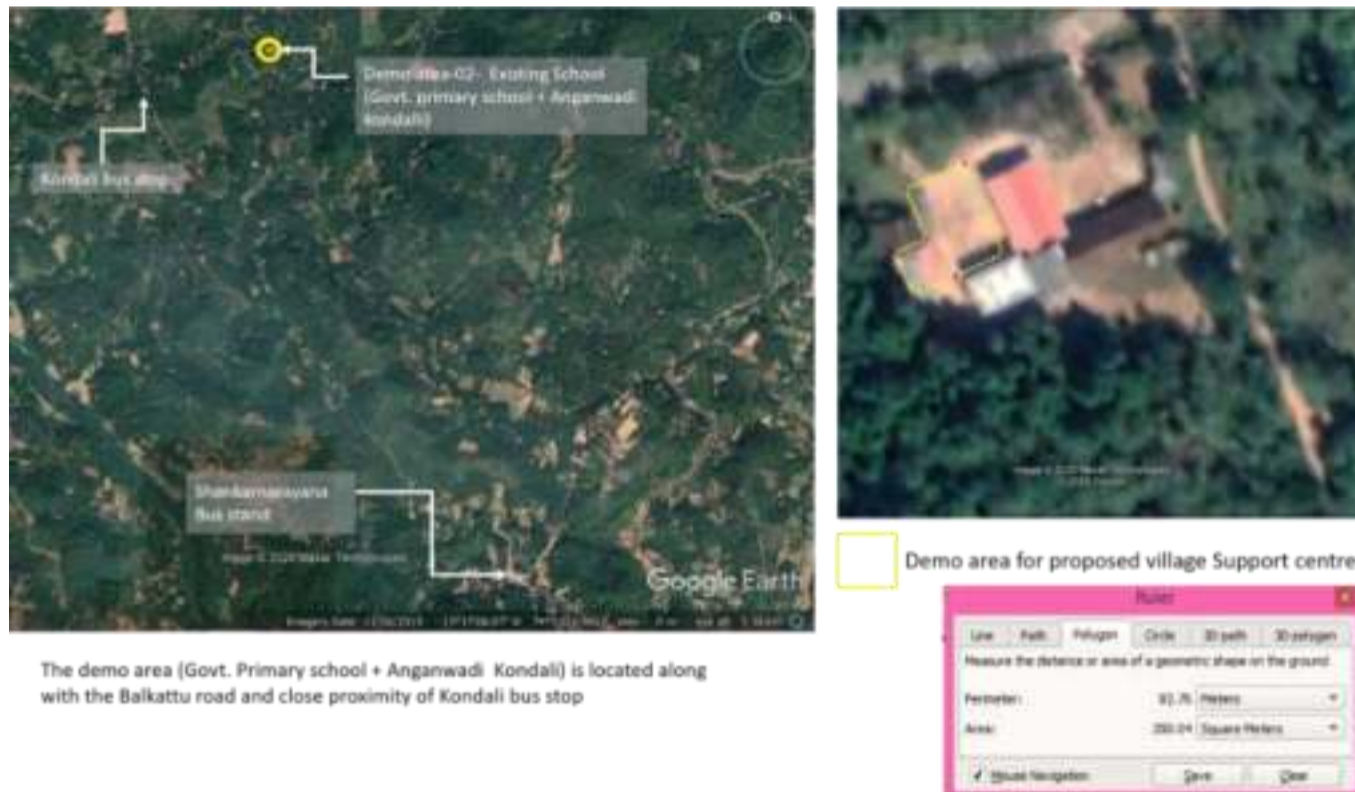 Demo area-02- Existing School
(Govt. primary school + Anganwadi
Kondalli)
Kondali bus stop
Shankarnarayana
Bus stand
Google Earth
The demo area (Govt. Primary school + Anganwadi Kondali) is located along
with the Balkattu road and close proximity of Kondali bus stop
Demo area for proposed village Support centre
Ruler
Line Path Polygon Circle 3D path 3D polygon
Measure the distance or area of a geometric shape on the ground
Perimeter: Meters
Area: Square Meters
Mouse Navigation Save Clear